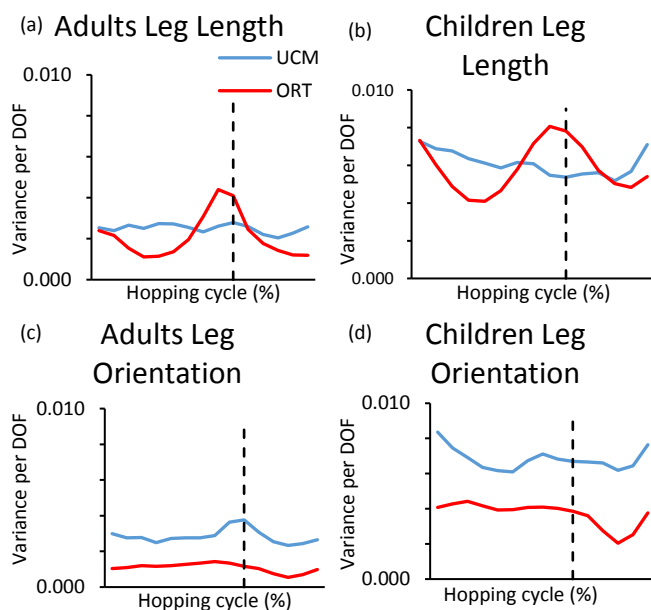 (a) Adults Leg Length
UCM
ORT
0.010
Variance per DOF
0.000
Hopping cycle (%)
(b) Children Leg
Length
0.010
Variance per DOF
0.000
Hopping cycle (%)
(c) Adults Leg
Orientation
0.010
Variance per DOF
0.000
Hopping cycle (%)
(d) Children Leg
Orientation
0.010
Variance per DOF
0.000
Hopping cycle (%)